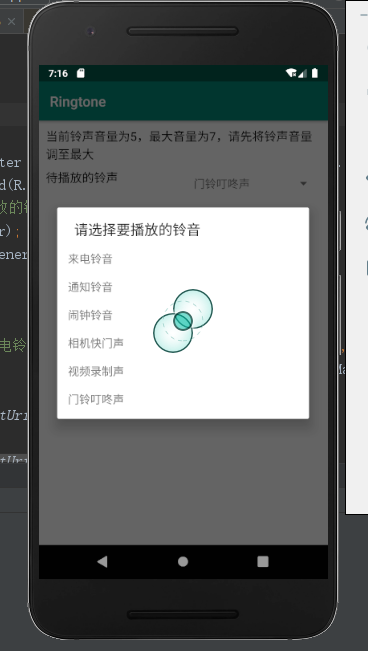 7:16
Ringtone
当前铃声音量为5，最大音量为7，请先将铃声音量
调至最大
待播放的铃声
门铃叮咚声
请选择要播放的铃音
来电铃音
通知铃音
闹钟铃音
相机快门声
视频录制声
门铃叮咚声